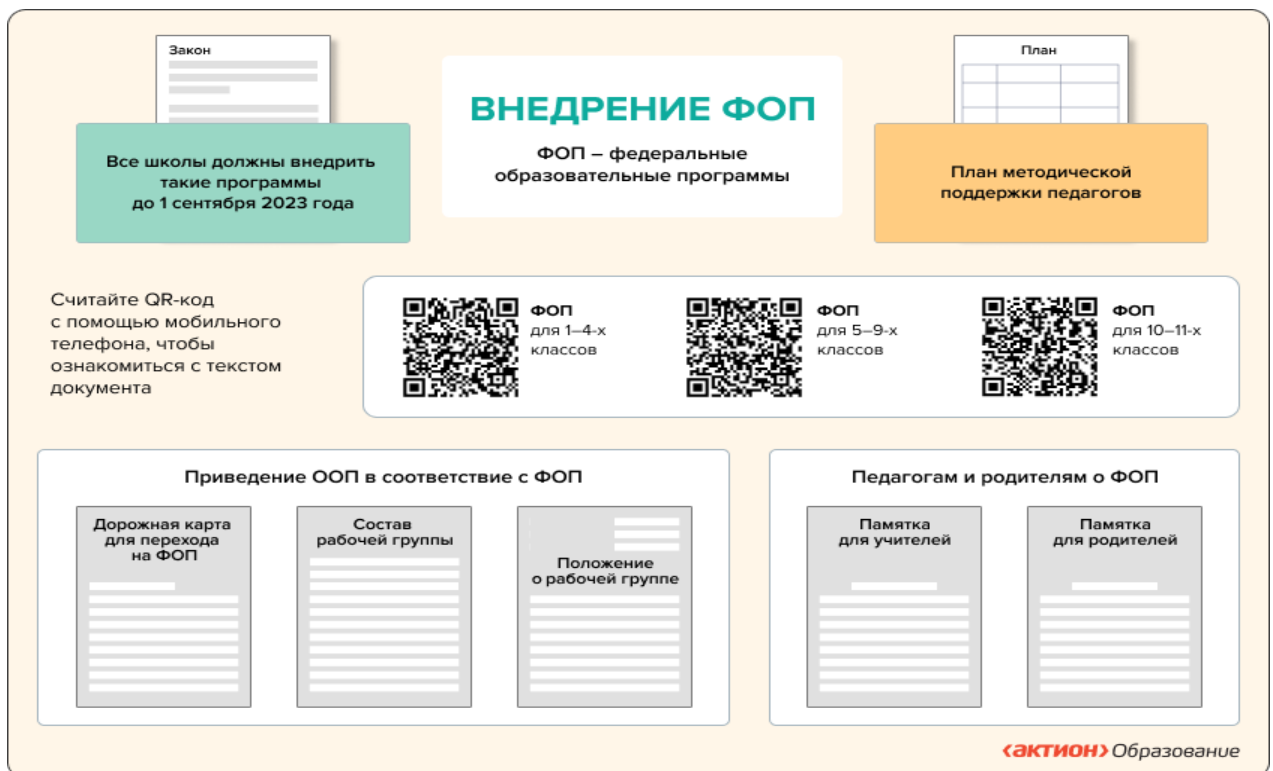 Закон
Все школы должны внедрить
такие программы
до 1 сентября 2023 года
ВНЕДРЕНИЕ ФОП
ФОП – федеральные
образовательные программы
План
План методической
поддержки педагогов
Считайте QR-код
с помощью мобильного
телефона, чтобы
ознакомиться с текстом
документа
ФОП
для 1–4-х
классов
ФОП
для 5–9-х
классов
ФОП
для 10–11-х
классов
Приведение ООП в соответствие с ФОП
Дорожная карта
для перехода
на ФОП
Состав
рабочей группы
Положение
о рабочей группе
Педагогам и родителям о ФОП
Памятка
для учителей
Памятка
для родителей
‹актион› Образование